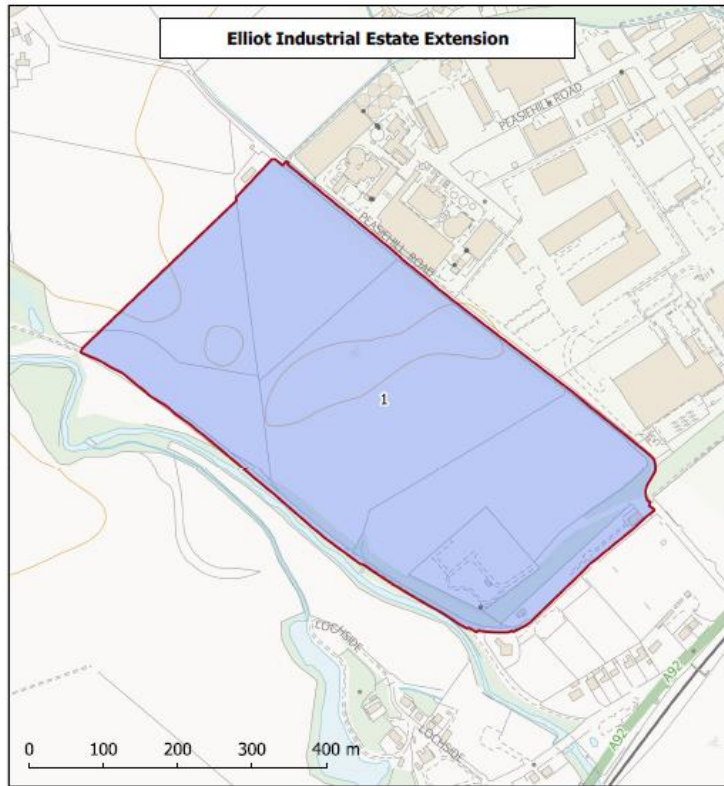 Elliot Industrial Estate Extension
PEASIEHILL ROAD
PEASIEHILL ROAD
1
LOCHSIDE
LOCHSIDE
A92
A92
0 100 200 300 400 m